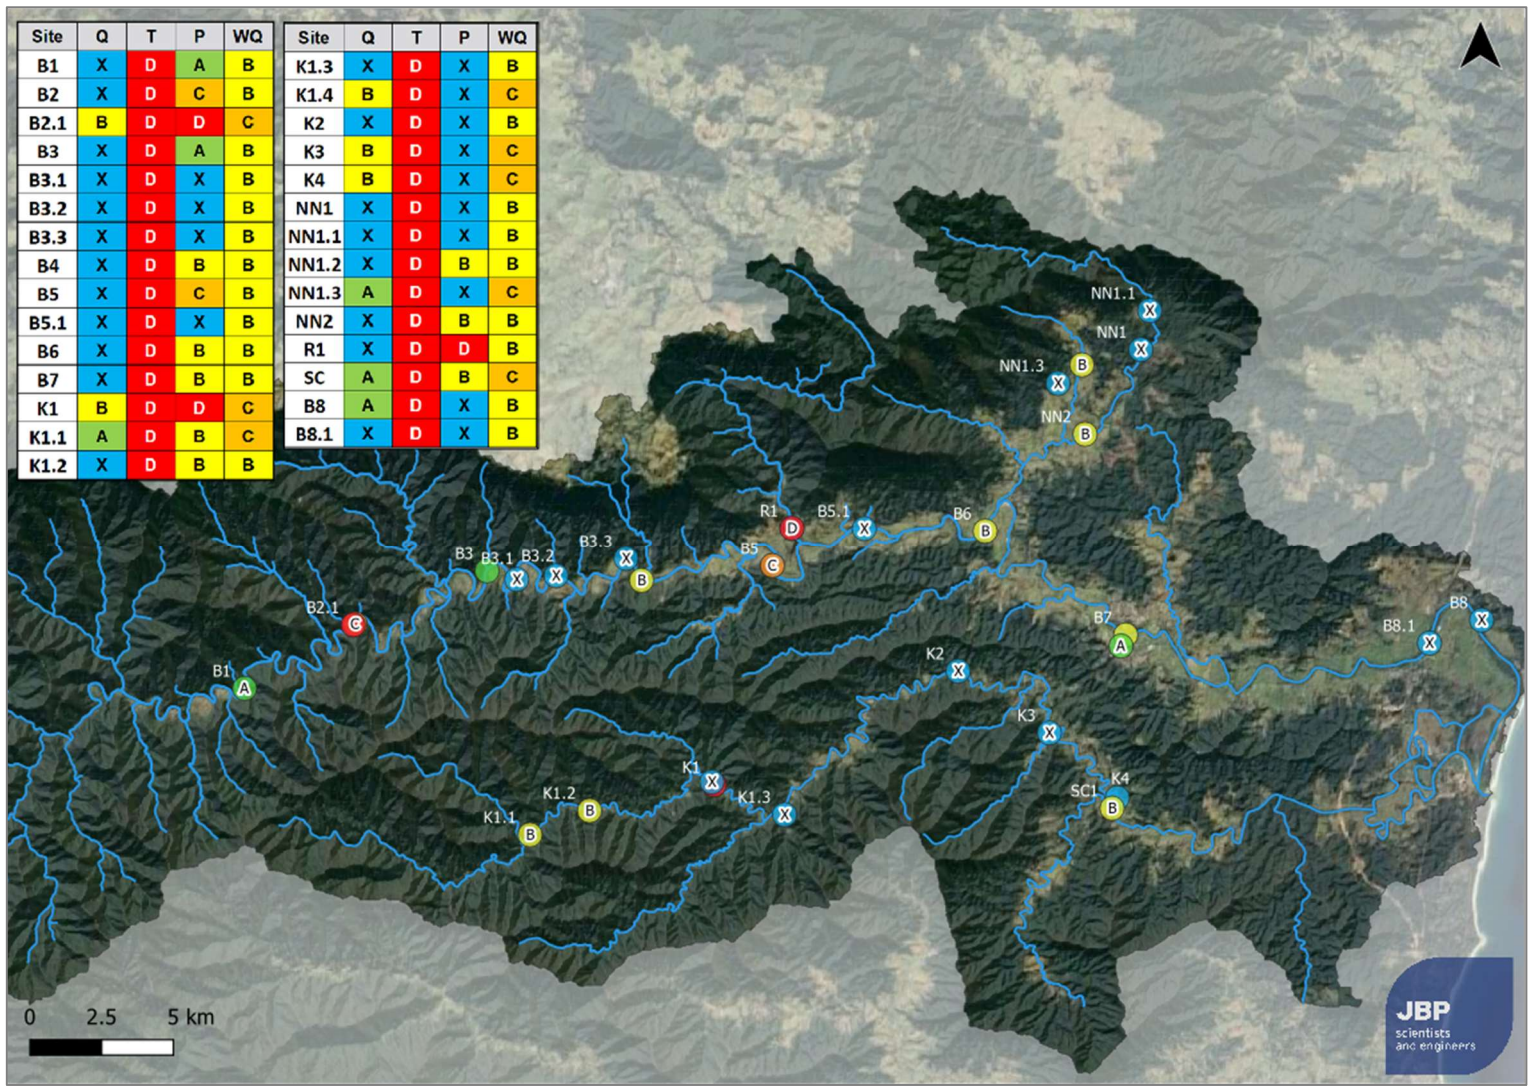 Site Q T P WQ
B1 X D A B
B2 X D C B
B2.1 B D D C
B3 X D A B
B3.1 X D X B
B3.2 X D X B
B3.3 X D X B
B4 X D B B
B5 X D C B
B5.1 X D X B
B6 X D B B
B7 X D B B
K1 B D D C
K1.1 A D B C
K1.2 X D B B
Site Q T P WQ
K1.3 X D X B
K1.4 B D X C
K2 X D X B
K3 B D X C
K4 B D X C
NN1 X D X B
NN1.1 X D X B
NN1.2 X D B B
NN1.3 A D X C
NN2 X D B B
R1 X D D B
SC A D B C
B8 A D X B
B8.1 X D X B
NN1.1
X
NN1
X
B
NN1.3
X
NN2
B
R1
D
B5.1
X
B6
B
B5
C
B3
B3.1
X
B3.2
X
B3.3
X
B
B2.1
C
B1
A
B7
A
B8
X
B8.1
X
K2
X
K3
X
K4
SC1
B
K1
X
K1.3
X
K1.2
B
K1.1
B
0 2.5 5 km
JBP
scientists
and engineers